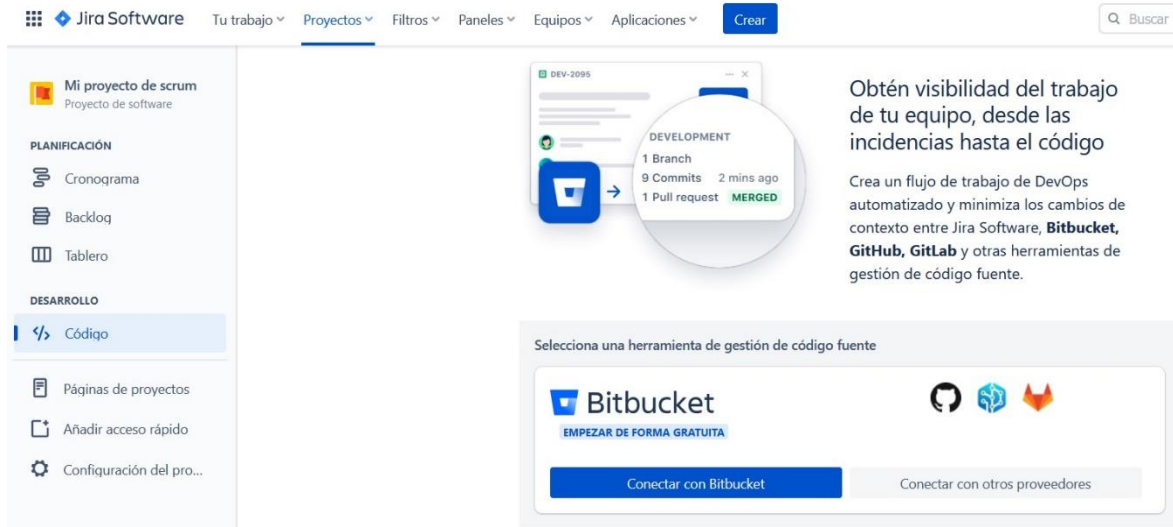 Jira Software
Tu trabajo
Proyectos
Filtros
Paneles
Equipos
Aplicaciones
Crear
Buscar
Mi proyecto de scrum
Proyecto de software
PLANIFICACIÓN
Cronograma
Backlog
Tablero
DESARROLLO
Código
Páginas de proyectos
Añadir acceso rápido
Configuración del pro...
DEV-2095
DEVELOPMENT
1 Branch
9 Commits 2 mins ago
1 Pull request MERGED
Obtén visibilidad del trabajo
de tu equipo, desde las
incidencias hasta el código
Crea un flujo de trabajo de DevOps
automatizado y minimiza los cambios de
contexto entre Jira Software, Bitbucket,
GitHub, GitLab y otras herramientas de
gestión de código fuente.
Selecciona una herramienta de gestión de código fuente
Bitbucket
EMPEZAR DE FORMA GRATUITA
Conectar con Bitbucket
Conectar con otros proveedores